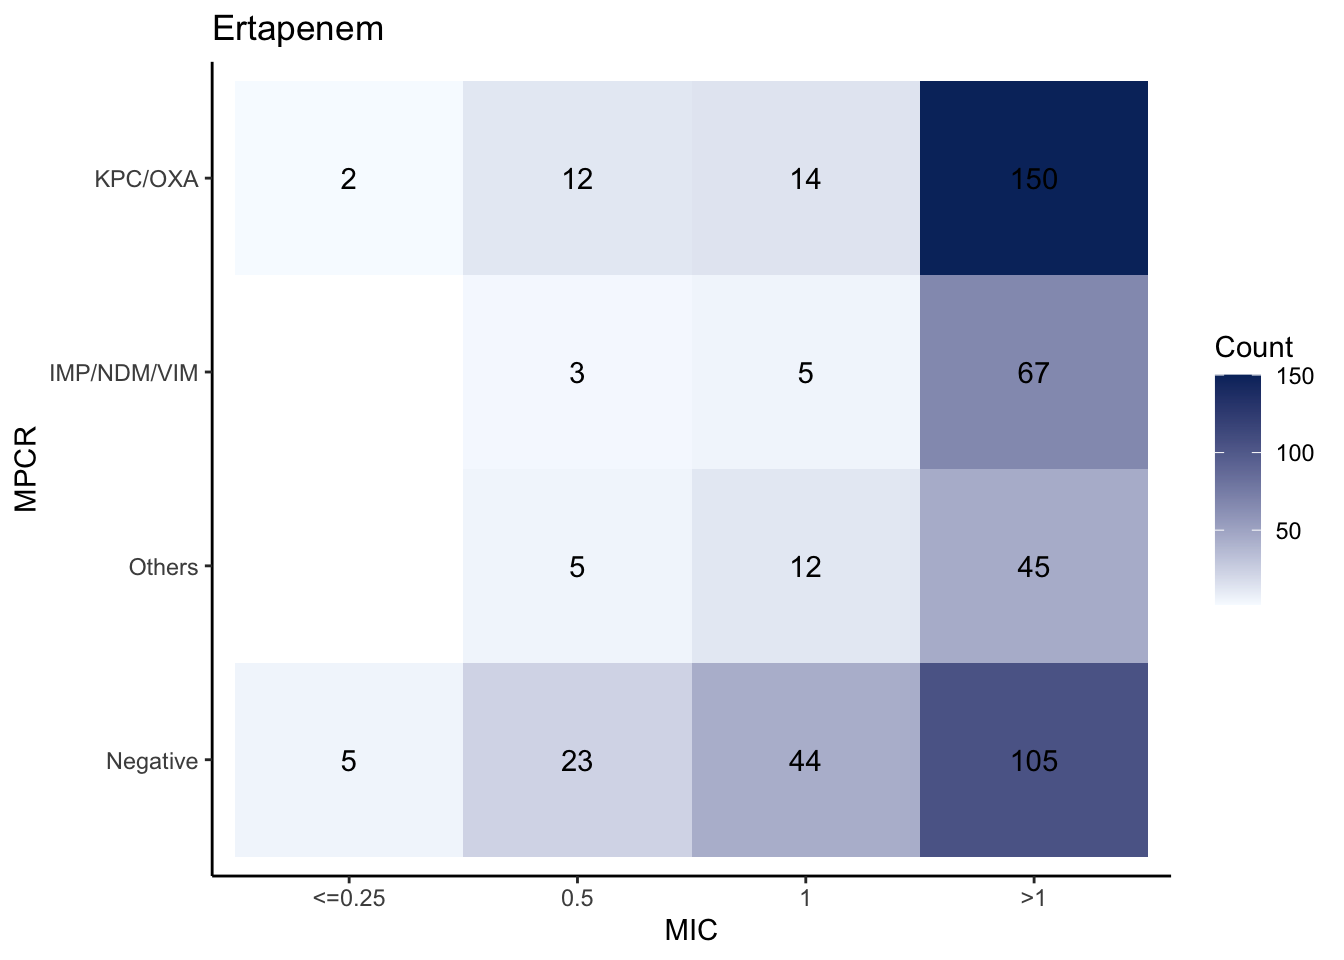 Ertapenem
KPC/OXA
2 12 14 150
IMP/NDM/VIM
3 5 67
Others
5 12 45
Negative
5 23 44 105
<=0.25 0.5 1 >1
MIC
MPCR
Count
150
100
50